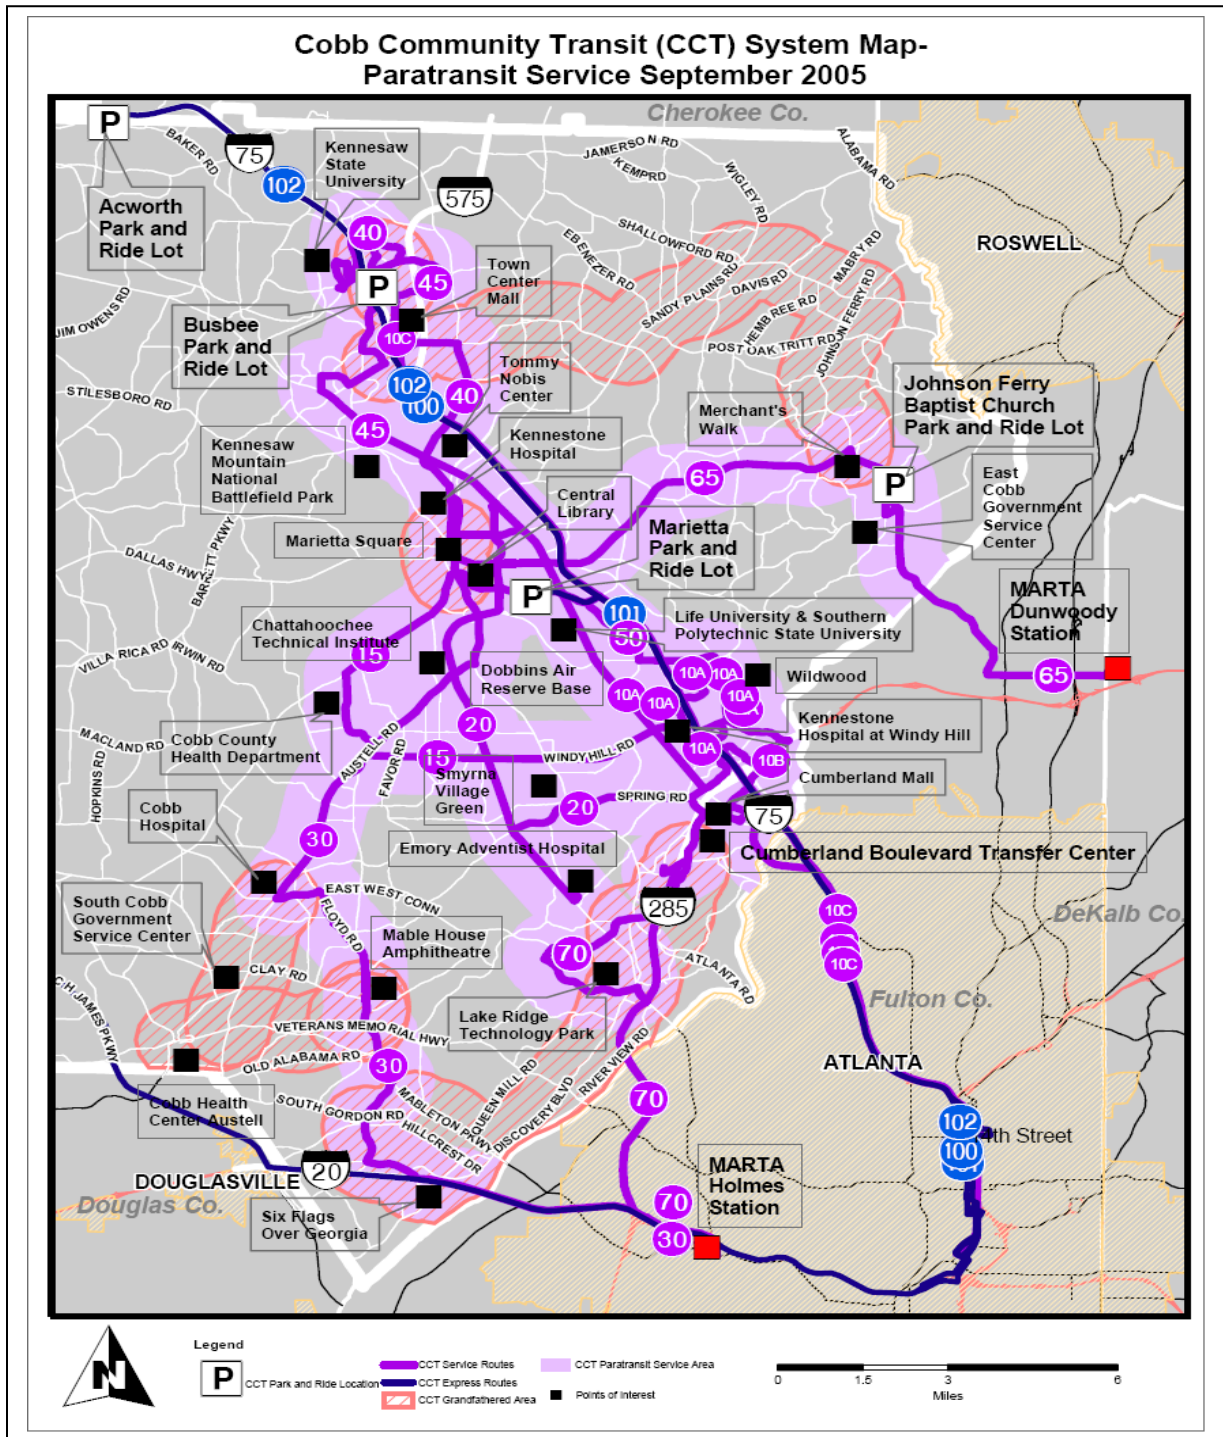 Cobb Community Transit (CCT) System Map-
Paratransit Service September 2005
Cherokee Co.
P
BAKER RD
75
Kennesaw
State
University
JAMERSON RD
KEMPRD
ALABAMA RD
WIGLEY RD
102
575
Acworth
Park and
Ride Lot
40
SHALLOWFORD RD
EBENEZER RD
MABRY RD
ROSWELL
Town
Center
Mall
45
P
SANDY PLAINS RD
DAVIS RD
JOHNSON FERRY RD
JIM OWENS RD
Busbee
Park and
Ride Lot
HEMBREE RD
POST OAK TRITT RD
10C
Tommy
Nobis
Center
STILESBORO RD
102
100
40
Johnson Ferry
Baptist Church
Park and Ride Lot
Merchant's
Walk
45
Kennesaw
Mountain
National
Battlefield Park
Kennestone
Hospital
65
P
East
Cobb
Government
Service
Center
Central
Library
Marietta Square
Marietta
Park and
Ride Lot
BARRETT PKWY
DALLAS HWY
P
MARTA
Dunwoody
Station
101
50
Chattahoochee
Technical Institute
Life University & Southern
Polytechnic State University
15
VILLA RICA RD
IRWIN RD
Dobbins Air
Reserve Base
10A
10A
Wildwood
65
10A
10A
10A
20
Kennestone
Hospital at Windy Hill
MACLAND RD
Cobb County
Health Department
AUSTELL RD
FAVOR RD
15
WINDY HILL RD
10A
10B
HOPKINS RD
Smyrna
Village
Green
Cumberland Mall
Cobb
Hospital
SPRING RD
20
75
30
Emory Adventist Hospital
Cumberland Boulevard Transfer Center
South Cobb
Government
Service Center
EAST WEST CONN
FLOYD RD
285
10C
DeKalb Co.
Mable House
Amphitheatre
70
10C
CLAY RD
ATLANTA RD
Fulton Co.
C H JAMES PKWY
Lake Ridge
Technology Park
VETERANS MEMORIAL HWY
OLD ALABAMA RD
RIVER VIEW RD
ATLANTA
30
QUEEN MILL RD
DISCOVERY BLVD
Cobb Health
Center Austell
SOUTH GORDON RD
MABLETON PKWY
HILLCREST DR
70
102
4th Street
100
20
DOUGLASVILLE
Douglas Co.
MARTA
Holmes
Station
Six Flags
Over Georgia
70
30
N
Legend
P
CCT Park and Ride Location
CCT Service Routes
CCT Express Routes
CCT Grandfathered Area
CCT Paratransit Service Area
Points of Interest
0 1.5 3 6
Miles